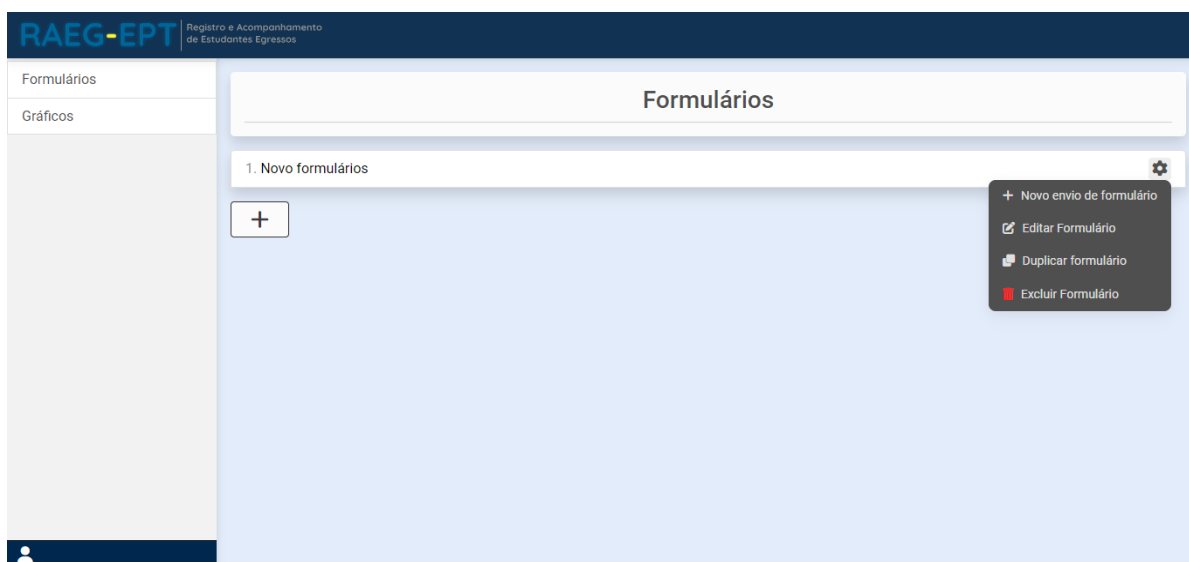 RAEG-EPT
Registro e Acompanhamento
de Estudantes Egressos
Formulários
Gráficos
Formulários
1. Novo formulários
+ Novo envio de formulário
Editar Formulário
Duplicar formulário
Excluir Formulário
+